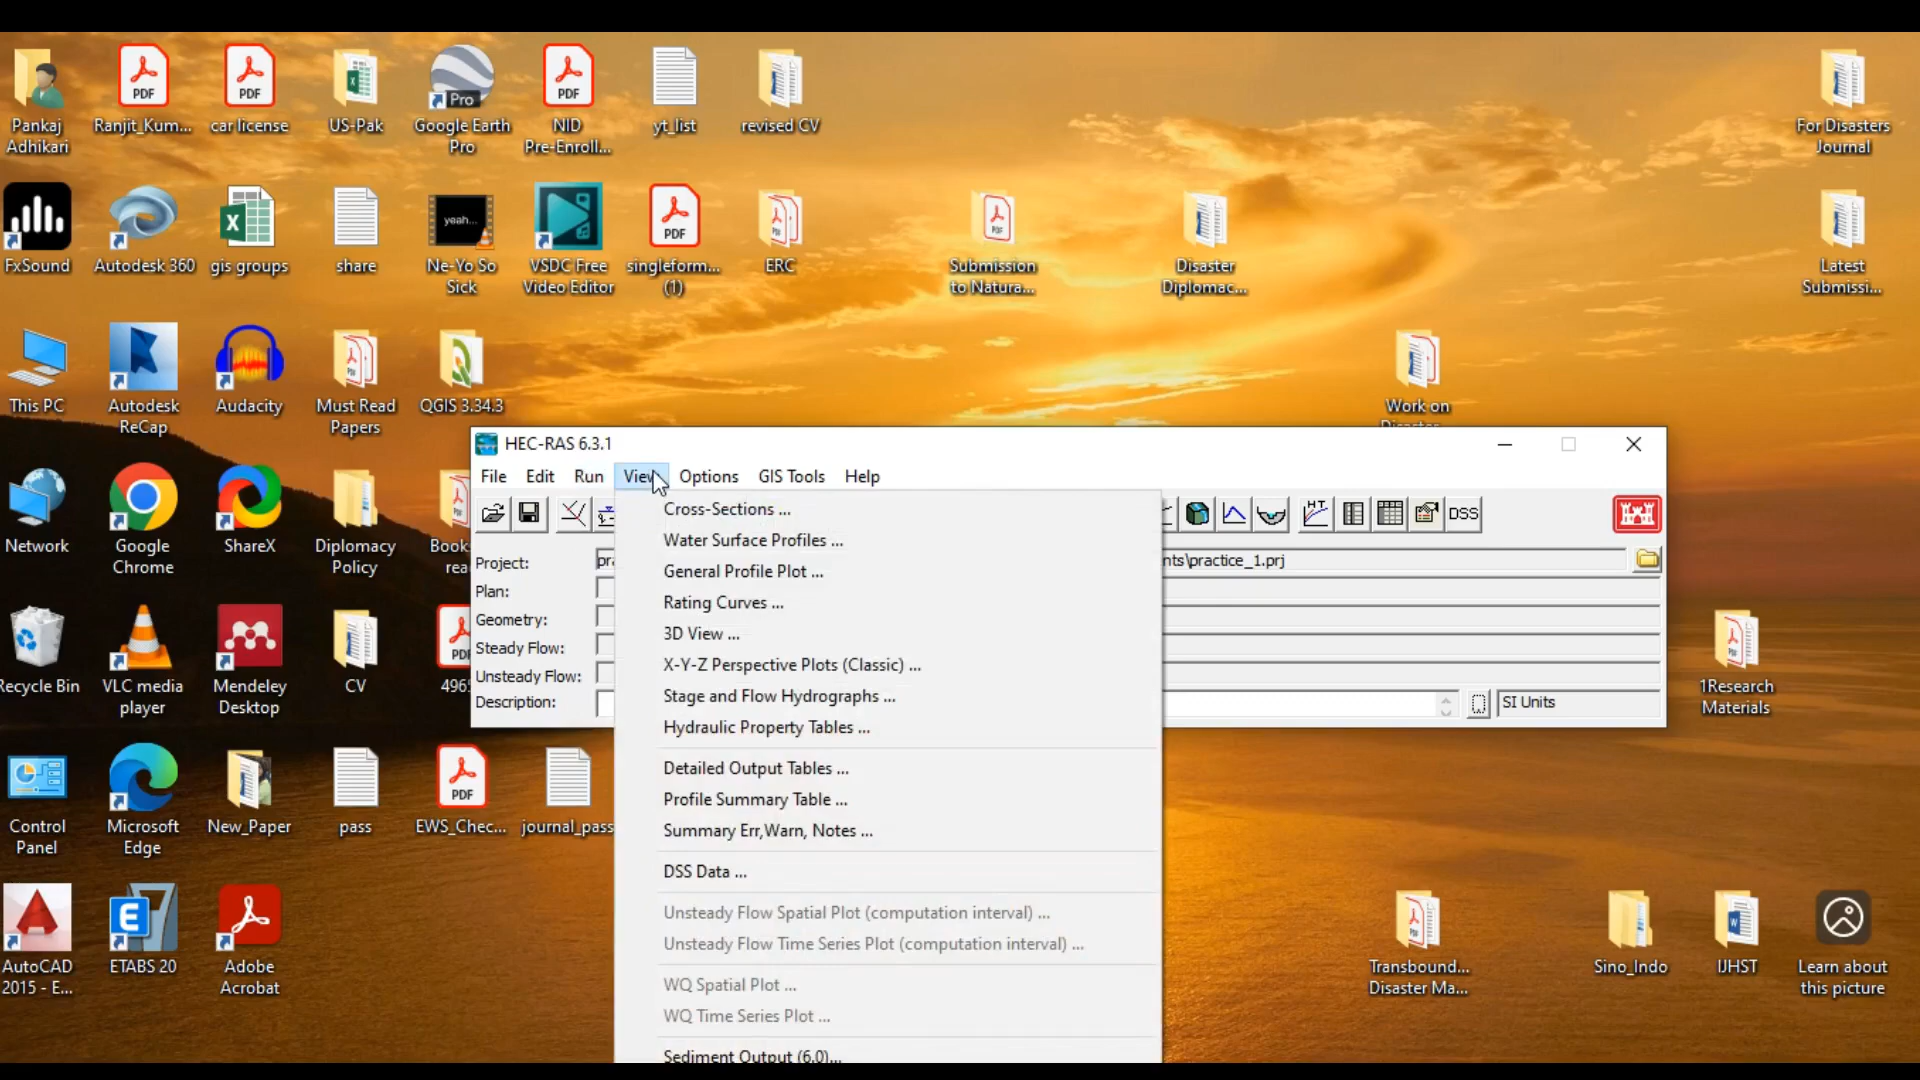 Pankaj
Adhikari
PDF
Ranjit_Kum...
PDF
car license
US-Pak
Pro
Google Earth
Pro
PDF
NID
Pre-Enroll...
yt_list
revised CV
For Disasters
Journal
FxSound
Autodesk 360
gis groups
share
yeah...
Ne-Yo So
Sick
VSDC Free
Video Editor
PDF
singleform...
(1)
ERC
Submission
to Natura...
Disaster
Diplomac...
Latest
Submissi...
This PC
Autodesk
ReCap
Audacity
Must Read
Papers
QGIS 3.34.3
Work on
Disaster
HEC-RAS 6.3.1
File Edit Run View Options GIS Tools Help
DSS
Project:
nts\practice_1.prj
Plan:
Geometry:
Steady Flow:
Unsteady Flow:
Description:
SI Units
Cross-Sections ...
Water Surface Profiles ...
General Profile Plot ...
Rating Curves ...
3D View ...
X-Y-Z Perspective Plots (Classic) ...
Stage and Flow Hydrographs ...
Hydraulic Property Tables ...
Detailed Output Tables ...
Profile Summary Table ...
Summary Err,Warn, Notes ...
DSS Data ...
Unsteady Flow Spatial Plot (computation interval) ...
Unsteady Flow Time Series Plot (computation interval) ...
WQ Spatial Plot ...
WQ Time Series Plot ...
Sediment Output (6.0)...
Network
Google
Chrome
ShareX
Diplomacy
Policy
Book
rea
Recycle Bin
VLC media
player
Mendeley
Desktop
CV
496
1Research
Materials
Control
Panel
Microsoft
Edge
New_Paper
pass
PDF
EWS_Chec...
journal_pass
AutoCAD
2015 - E...
ETABS 20
Adobe
Acrobat
Transbound...
Disaster Ma...
Sino_Indo
IJHST
Learn about
this picture